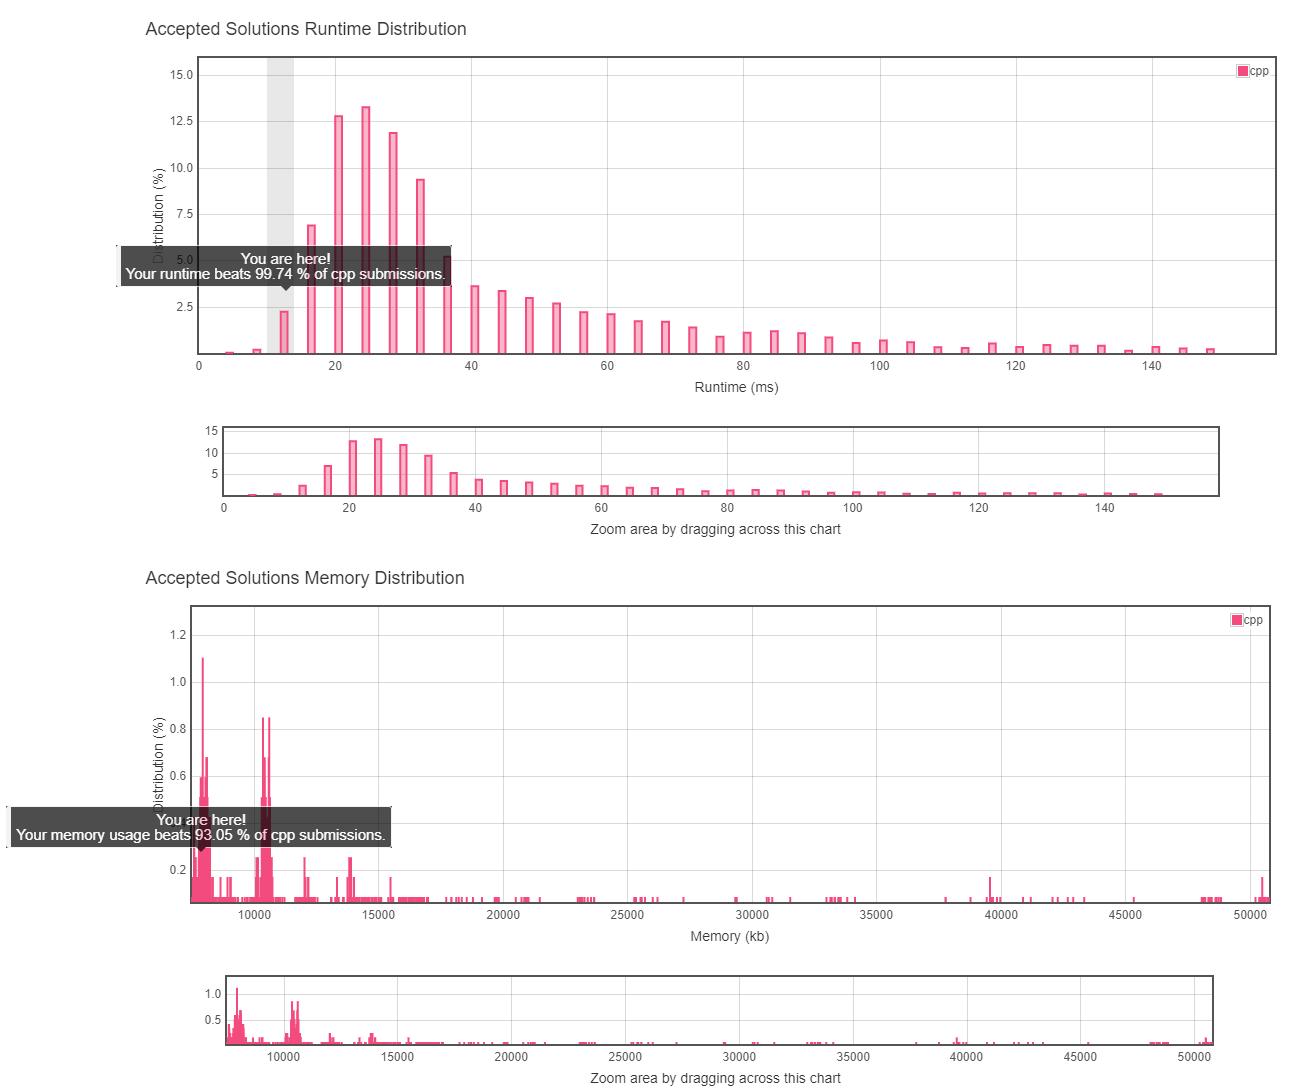 Accepted Solutions Runtime Distribution
cpp
15.0
12.5
10.0
7.5
5.0
2.5
Distribution (%)
You are here!
Your runtime beats 99.74 % of cpp submissions.
0 20 40 60 80 100 120 140
Runtime (ms)
15
10
5
0 20 40 60 80 100 120 140
Zoom area by dragging across this chart
Accepted Solutions Memory Distribution
cpp
1.2
1.0
0.8
0.6
0.2
Distribution (%)
You are here!
Your memory usage beats 93.05 % of cpp submissions.
10000 15000 20000 25000 30000 35000 40000 45000 50000
Memory (kb)
1.0
0.5
10000 15000 20000 25000 30000 35000 40000 45000 50000
Zoom area by dragging across this chart